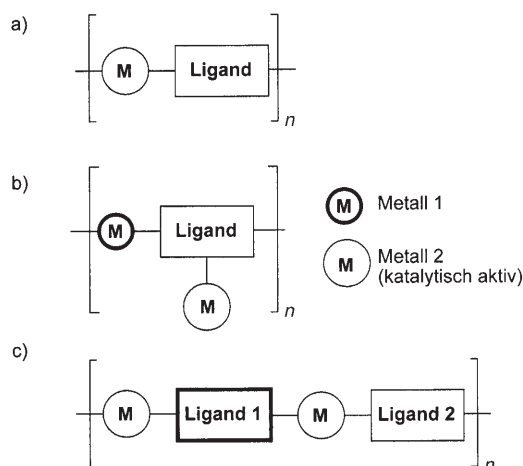 a)
M Ligand
n
b)
M Ligand
M
n
M Metall 1
M Metall 2
(katalytisch aktiv)
c)
M Ligand 1 M Ligand 2
n